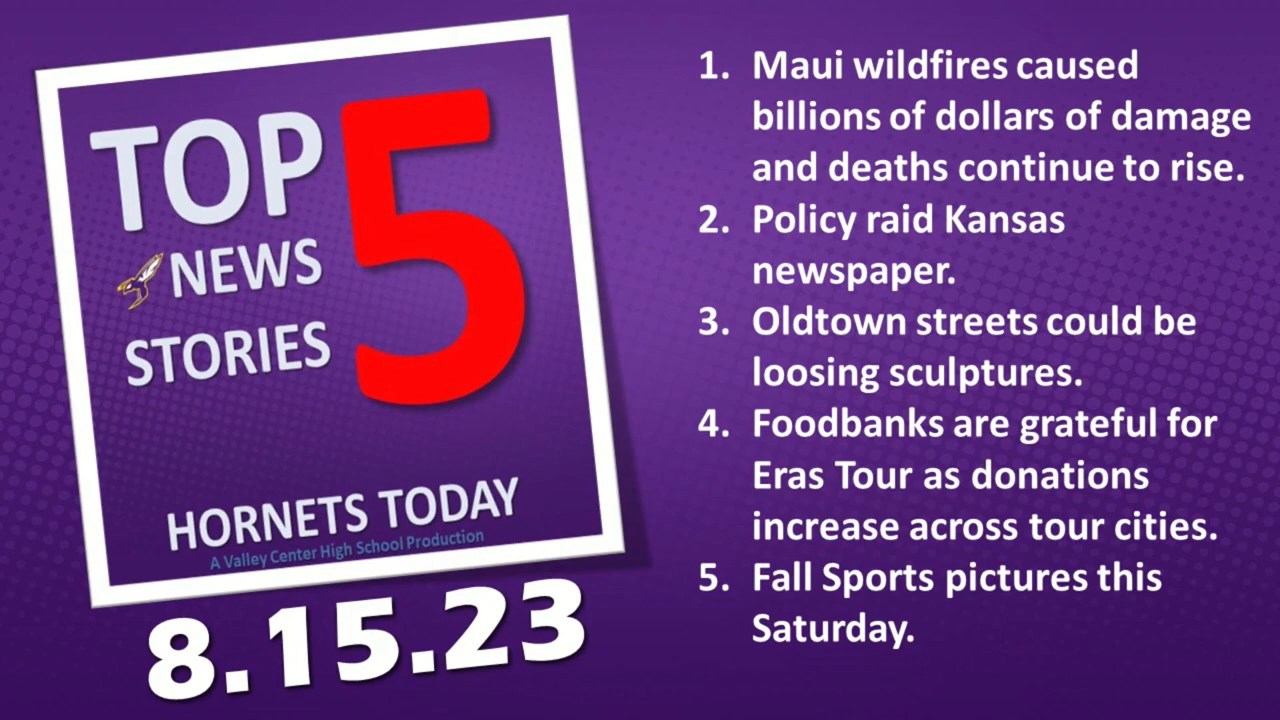 TOP 5
NEWS
STORIES
HORNETS TODAY
A Valley Center High School Production
8.15.23
1. Maui wildfires caused
billions of dollars of damage
and deaths continue to rise.
2. Policy raid Kansas
newspaper.
3. Oldtown streets could be
loosing sculptures.
4. Foodbanks are grateful for
Eras Tour as donations
increase across tour cities.
5. Fall Sports pictures this
Saturday.